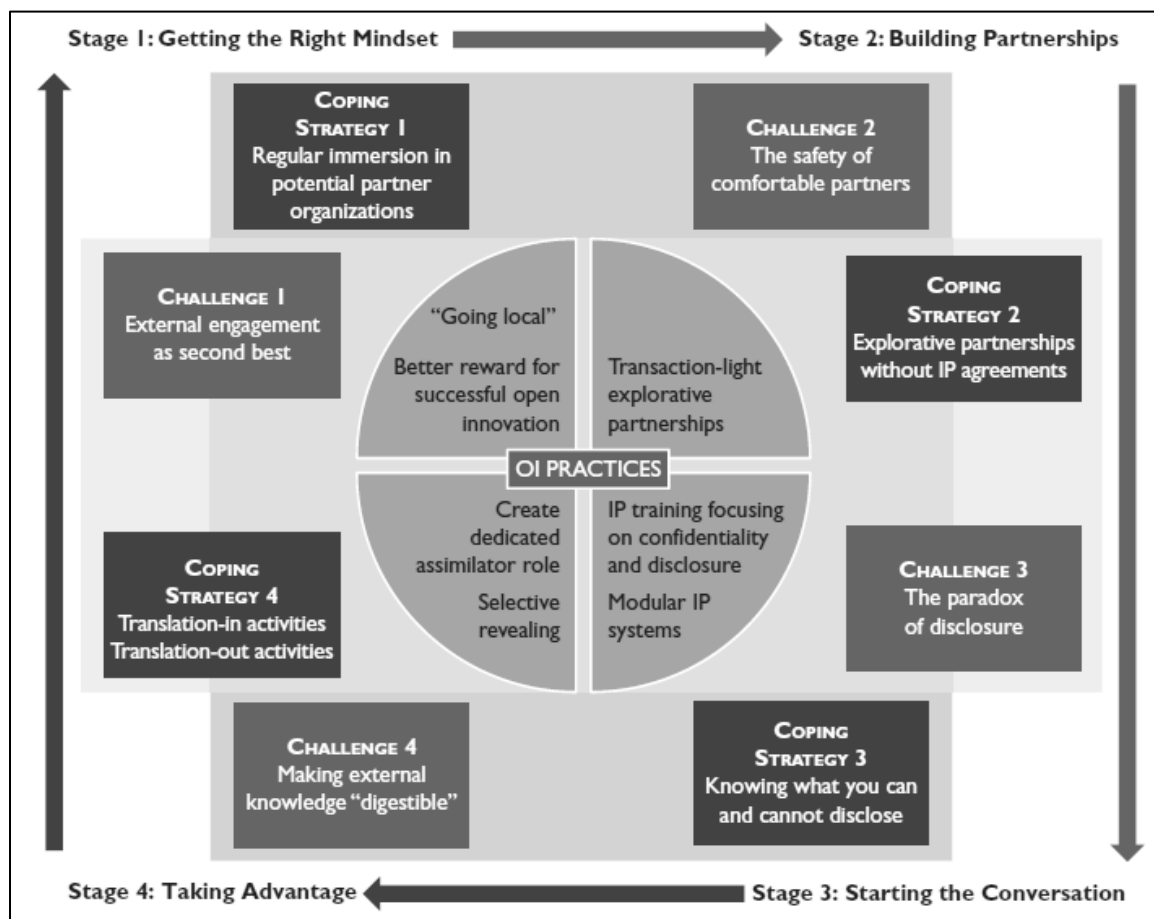 Stage 1: Getting the Right Mindset
Stage 2: Building Partnerships
COPING
STRATEGY 1
Regular immersion in
potential partner
organizations
CHALLENGE 2
The safety of
comfortable partners
CHALLENGE 1
External engagement
as second best
"Going local"
Better reward for
successful open
innovation
Transaction-light
explorative
partnerships
COPING
STRATEGY 2
Explorative partnerships
without IP agreements
OI PRACTICES
COPING
STRATEGY 4
Translation-in activities
Translation-out activities
Create
dedicated
assimilator role
Selective
revealing
IP training focusing
on confidentiality
and disclosure
Modular IP
systems
CHALLENGE 3
The paradox
of disclosure
CHALLENGE 4
Making external
knowledge "digestible"
COPING
STRATEGY 3
Knowing what you can
and cannot disclose
Stage 4: Taking Advantage
Stage 3: Starting the Conversation